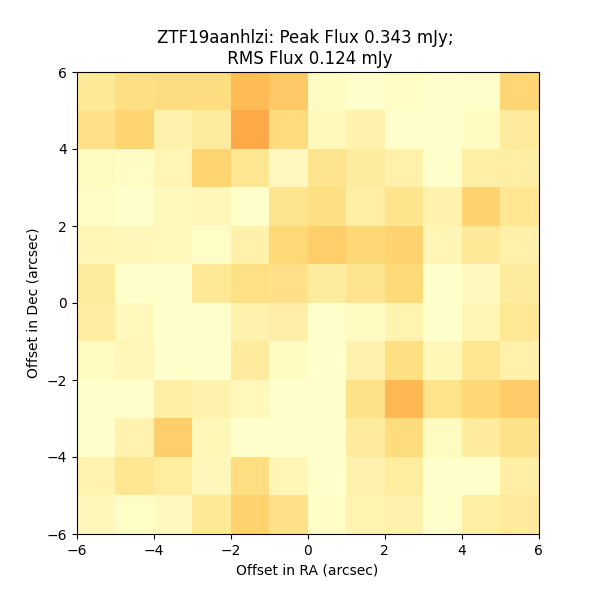 ZTF19aanhlzi: Peak Flux 0.343 mJy;
RMS Flux 0.124 mJy
6
4
2
0
−2
−4
−6
Offset in Dec (arcsec)
−6 −4 −2 0 2 4 6
Offset in RA (arcsec)